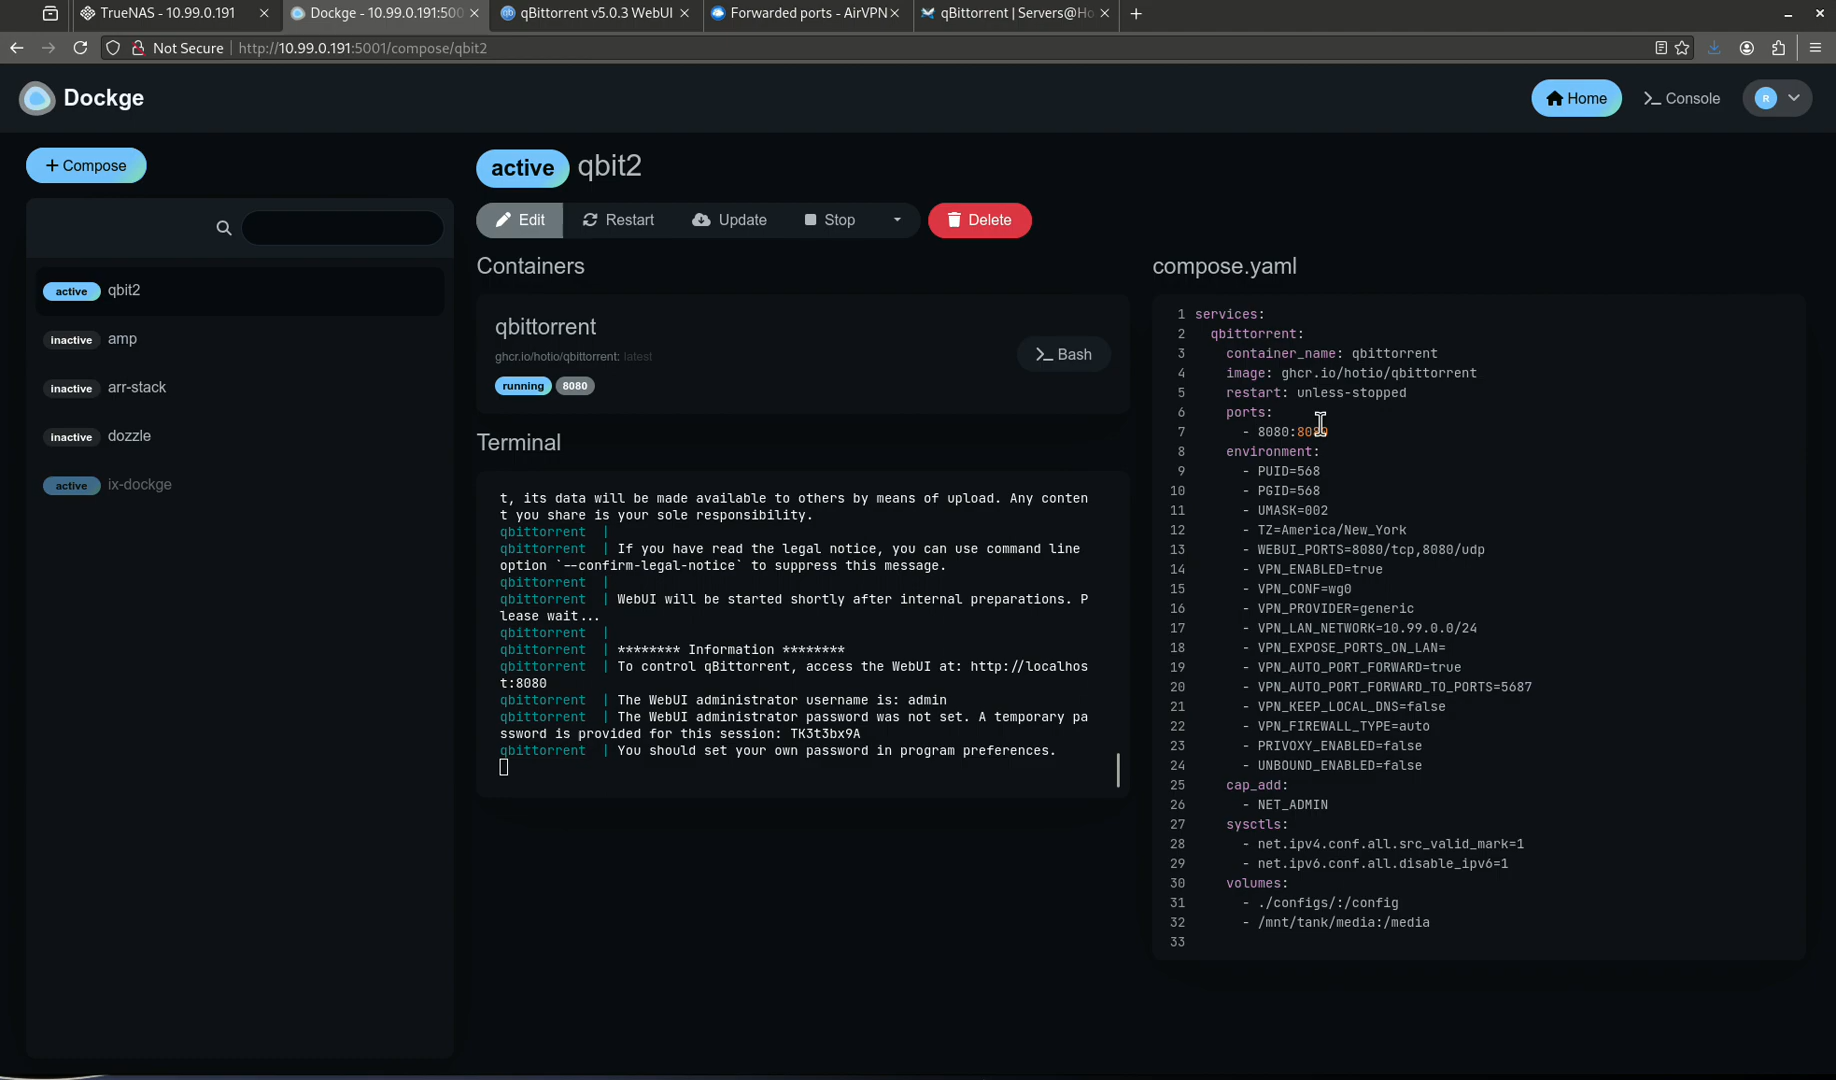 TrueNAS - 10.99.0.191
Dockge - 10.99.0.191:500
qBittorrent v5.0.3 WebUI
Forwarded ports - AirVPN
qBittorrent | Servers@Ho
Not Secure
http://10.99.0.191:5001/compose/qbit2
Dockge
Home
Console
R
+ Compose
active qbit2
inactive amp
inactive arr-stack
inactive dozzle
active ix-dockge
active qbit2
Edit
Restart
Update
Stop
Delete
Containers
qbittorrent
ghcr.io/hotio/qbittorrent: latest
running 8080
>_ Bash
Terminal
t, its data will be made available to others by means of upload. Any conten
t you share is your sole responsibility.
qbittorrent |
qbittorrent | If you have read the legal notice, you can use command line
option `--confirm-legal-notice` to suppress this message.
qbittorrent |
qbittorrent | WebUI will be started shortly after internal preparations. P
lease wait...
qbittorrent |
qbittorrent | ******** Information ********
qbittorrent | To control qBittorrent, access the WebUI at: http://localhos
t:8080
qbittorrent | The WebUI administrator username is: admin
qbittorrent | The WebUI administrator password was not set. A temporary pa
ssword is provided for this session: TK3t3bx9A
qbittorrent | You should set your own password in program preferences.
compose.yaml
1 services:
2 qbittorrent:
3 container_name: qbittorrent
4 image: ghcr.io/hotio/qbittorrent
5 restart: unless-stopped
6 ports:
7 - 8080:8080
8 environment:
9 - PUID=568
10 - PGID=568
11 - UMASK=002
12 - TZ=America/New_York
13 - WEBUI_PORTS=8080/tcp,8080/udp
14 - VPN_ENABLED=true
15 - VPN_CONF=wg0
16 - VPN_PROVIDER=generic
17 - VPN_LAN_NETWORK=10.99.0.0/24
18 - VPN_EXPOSE_PORTS_ON_LAN=
19 - VPN_AUTO_PORT_FORWARD=true
20 - VPN_AUTO_PORT_FORWARD_TO_PORTS=5687
21 - VPN_KEEP_LOCAL_DNS=false
22 - VPN_FIREWALL_TYPE=auto
23 - PRIVOXY_ENABLED=false
24 - UNBOUND_ENABLED=false
25 cap_add:
26 - NET_ADMIN
27 sysctls:
28 - net.ipv4.conf.all.src_valid_mark=1
29 - net.ipv6.conf.all.disable_ipv6=1
30 volumes:
31 - ./configs/:/config
32 - /mnt/tank/media:/media
33